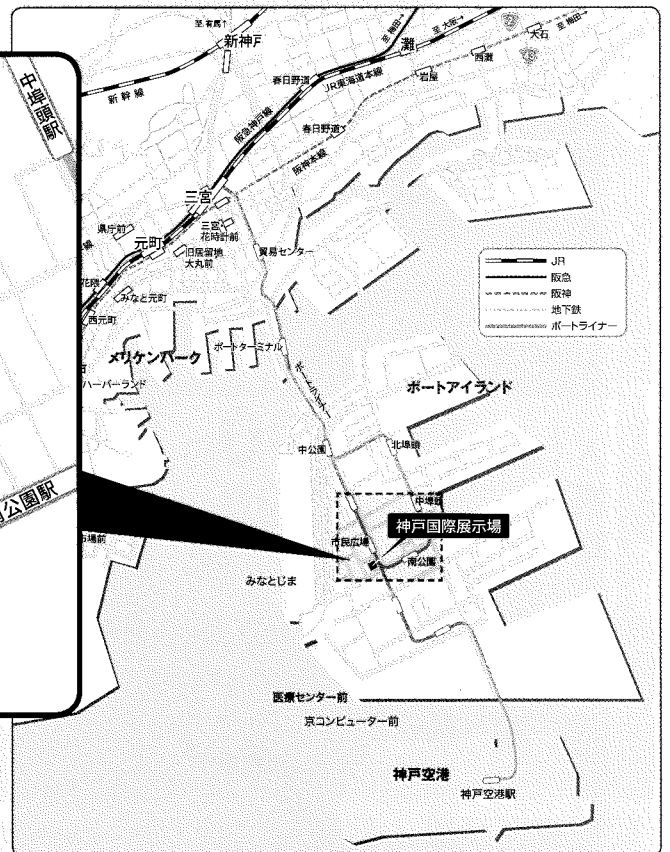 至 有馬↑
新神戸
新幹線
灘
至 大阪→
至 梅田→
至 梅田→
大石
西灘
岩屋
春日野道
JR東海道本線
阪急神戸線
春日野道
阪神本線
三宮
県庁前
元町
三宮
花時計前
旧居留地
大丸前
貿易センター
花隈
みなと元町
西元町
メリケンパーク
ポートターミナル
ハーバーランド
ポートライナー
JR
阪急
阪神
地下鉄
ポートライナー
ポートアイランド
中公園
北埠頭
中埠頭
神戸国際展示場
市民広場
南公園
みなとじま
医療センター前
京コンピューター前
神戸空港
神戸空港駅
中埠頭駅
公園駅
市場前